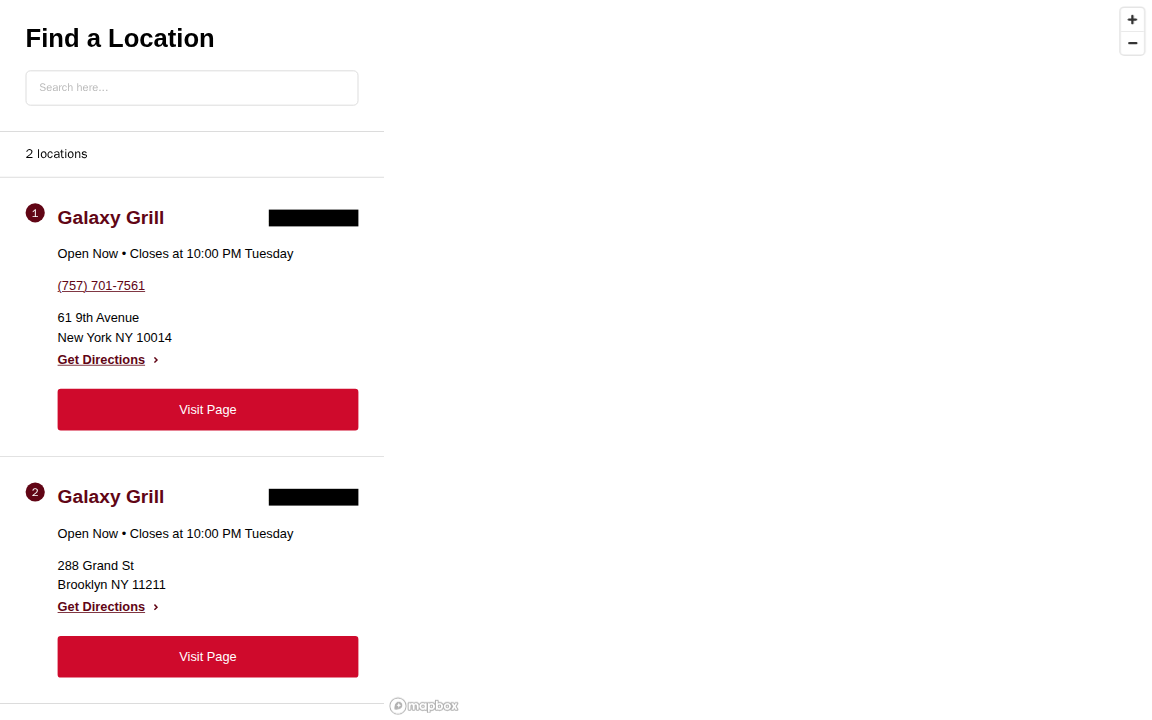 Find a Location
Search here...
2 locations
1 Galaxy Grill
Open Now • Closes at 10:00 PM Tuesday
(757) 701-7561
61 9th Avenue
New York NY 10014
Get Directions
Visit Page
2 Galaxy Grill
Open Now • Closes at 10:00 PM Tuesday
288 Grand St
Brooklyn NY 11211
Get Directions
Visit Page
mapbox